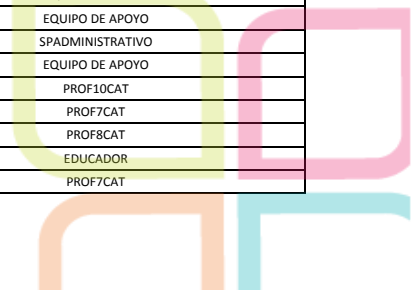 EQUIPO DE APOYO
SPADMINISTRATIVO
EQUIPO DE APOYO
PROF10CAT
PROF7CAT
PROF8CAT
EDUCADOR
PROF7CAT